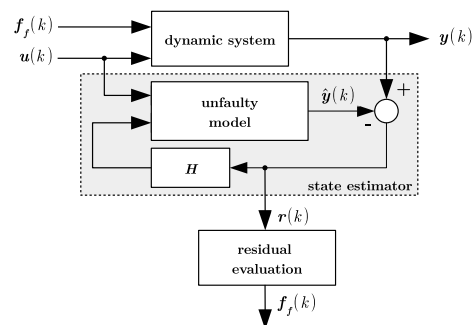 f_f(k)
dynamic system
y(k)
u(k)
+
unfaulty
model
ŷ(k)
-
H
state estimator
r(k)
residual
evaluation
f_f(k)